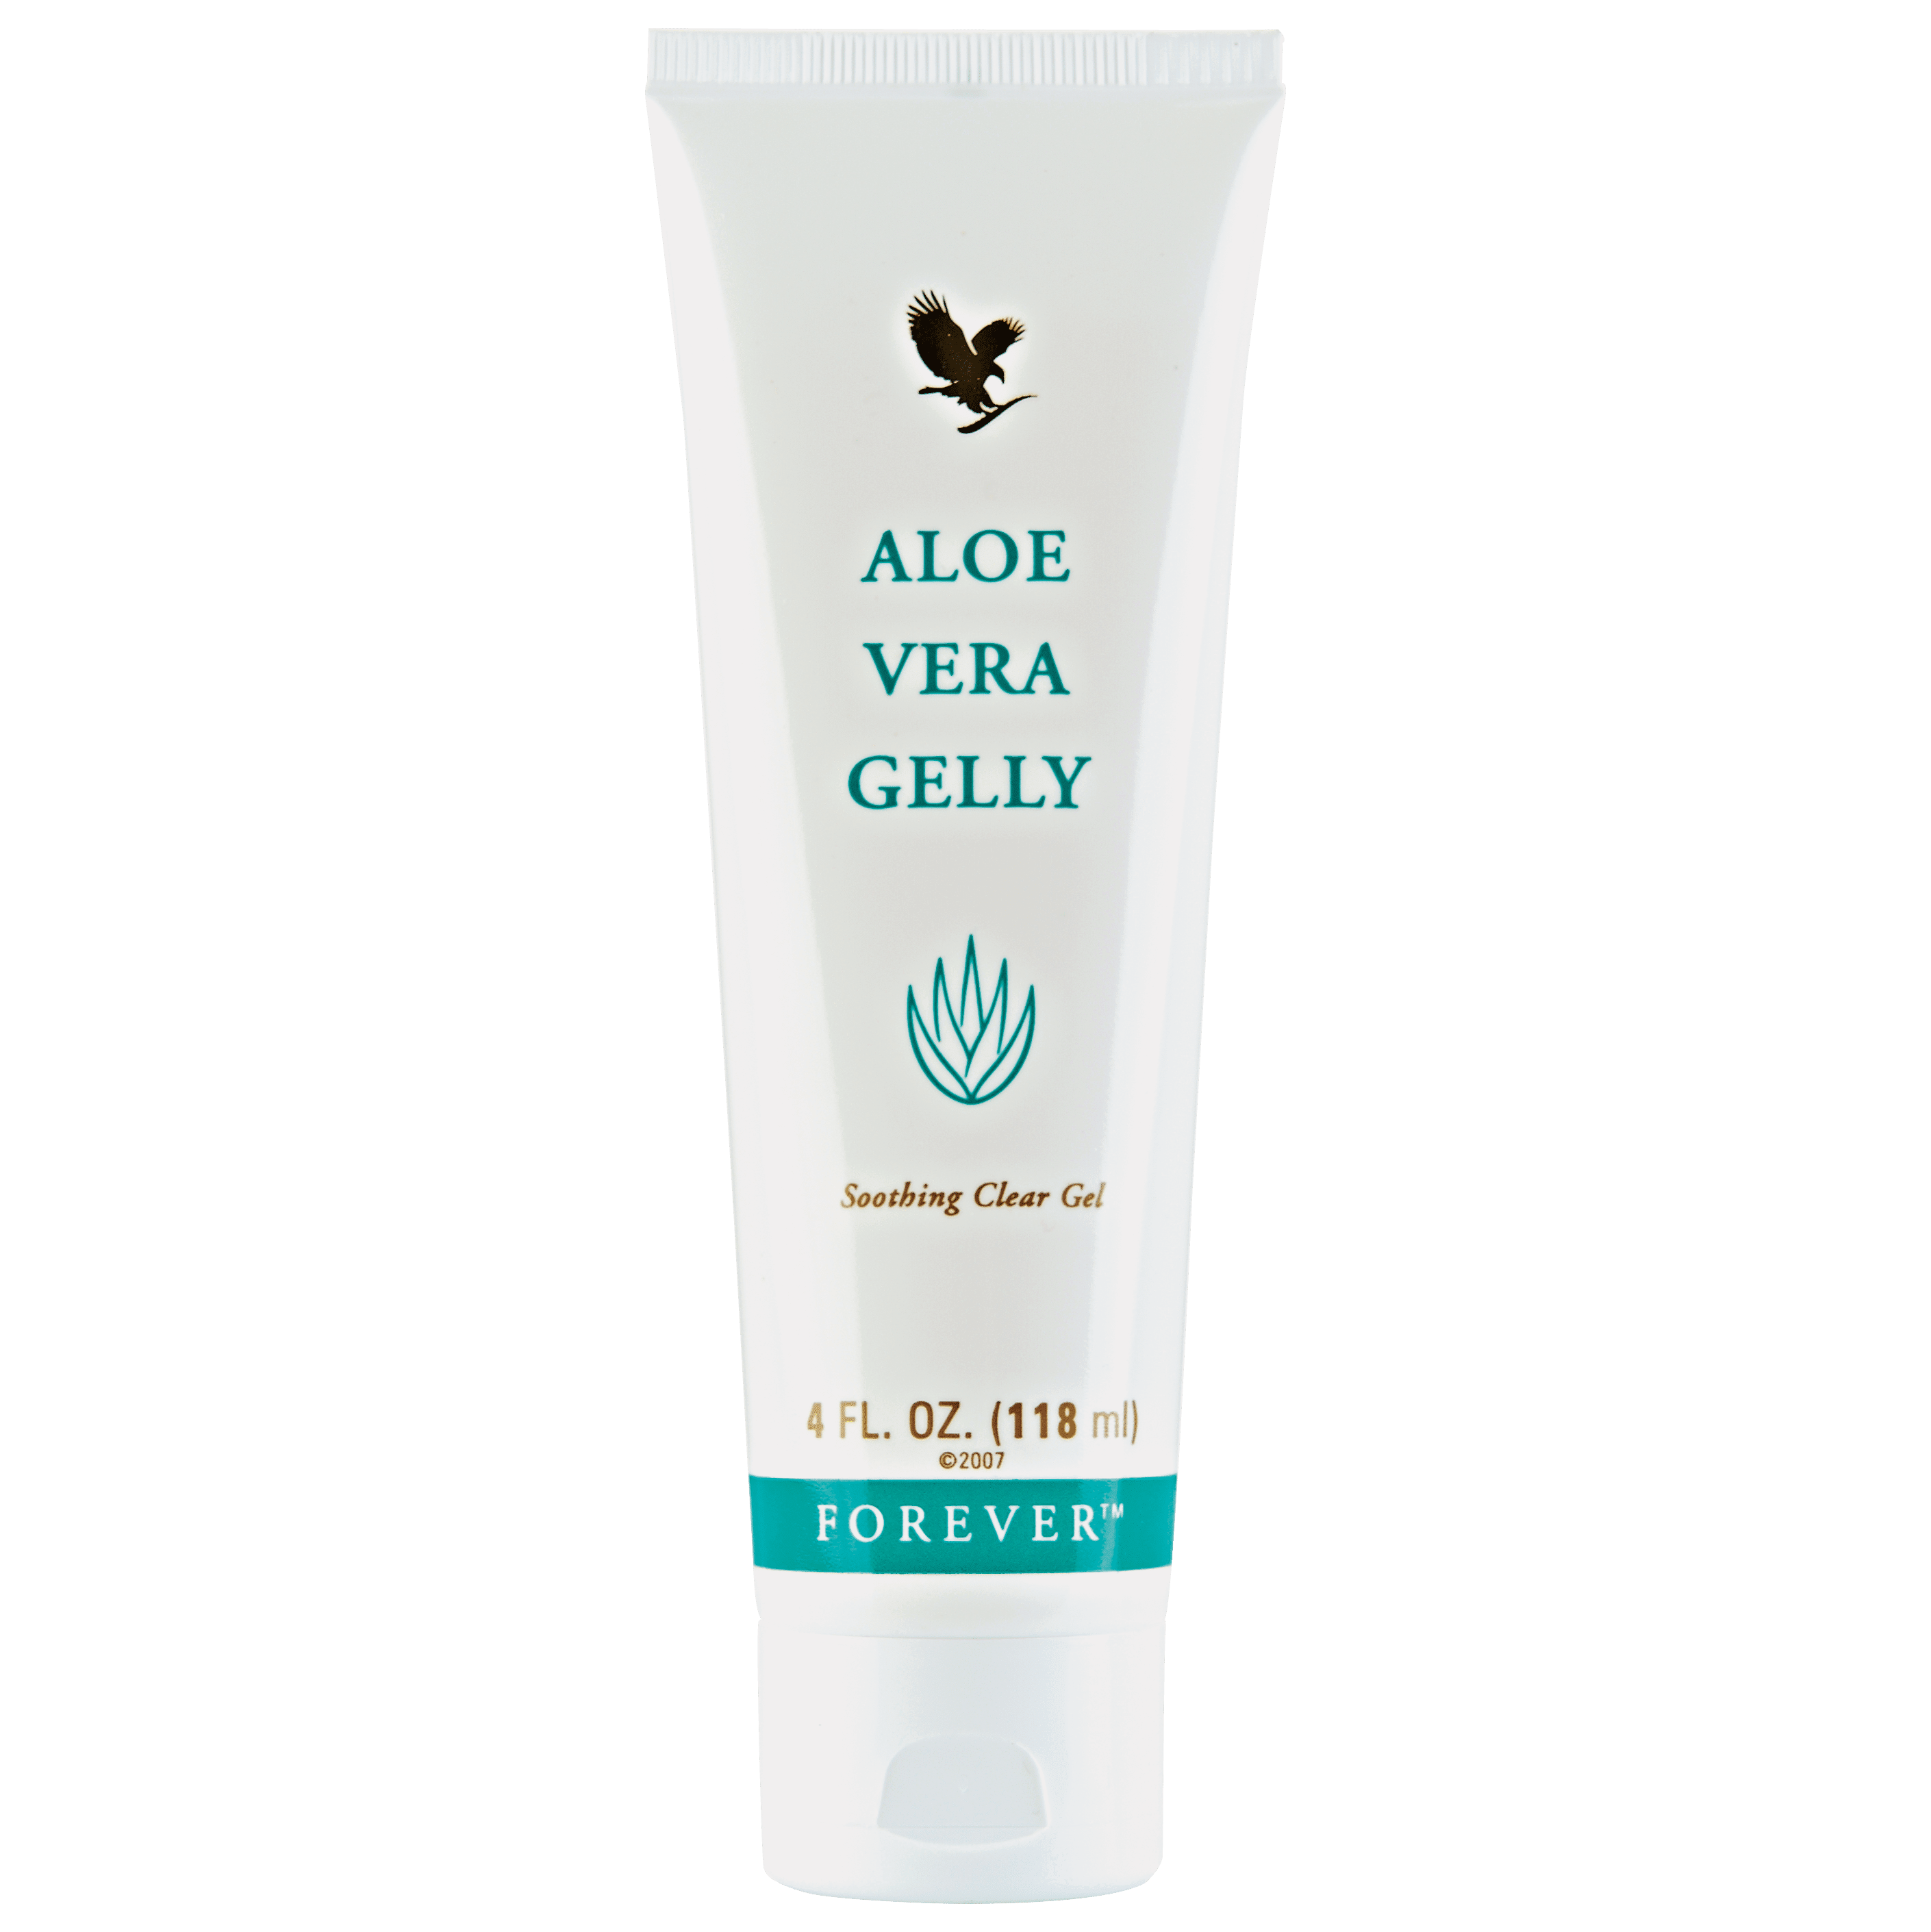 ALOE
VERA
GELLY
Soothing Clear Gel
4 FL. OZ. (118 ml)
©2007
FOREVER™